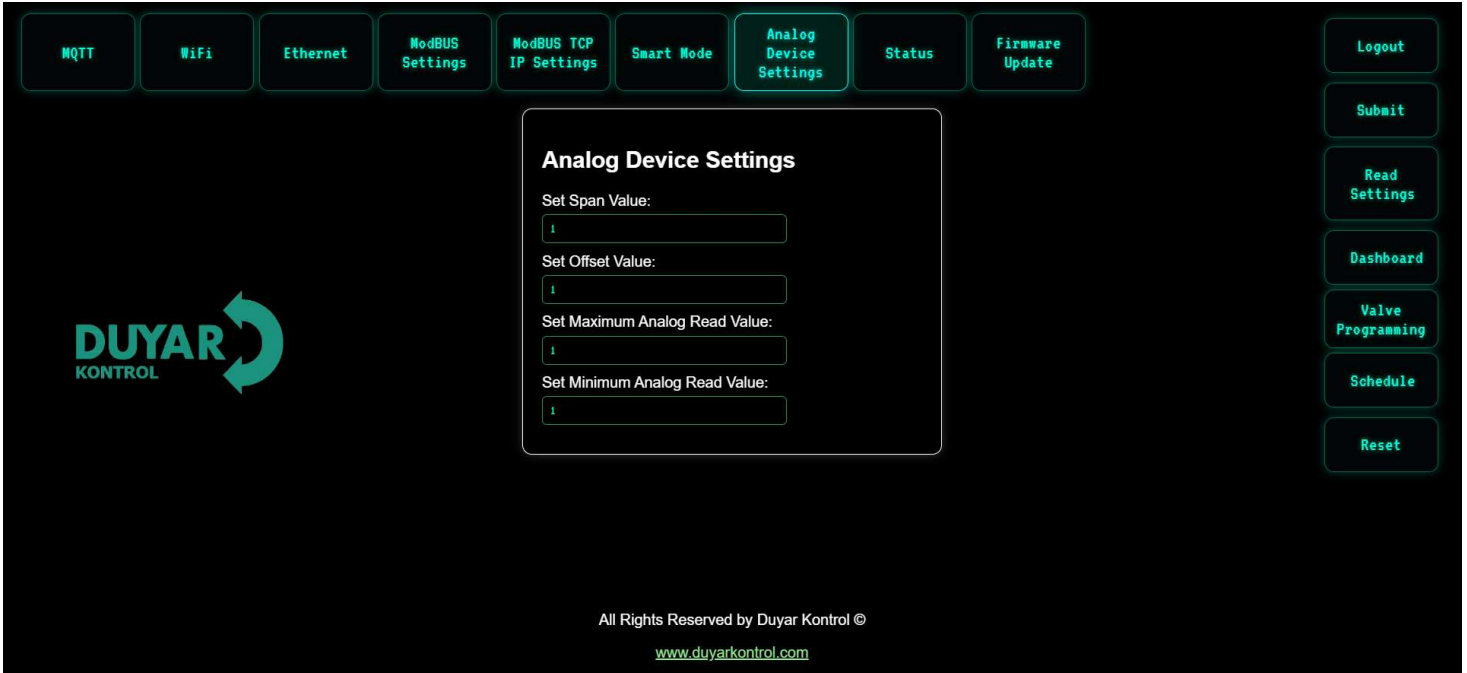 MQTT
WiFi
Ethernet
ModBUS
Settings
ModBUS TCP
IP Settings
Smart Mode
Analog
Device
Settings
Status
Firmware
Update
Logout
Submit
Read
Settings
Dashboard
Valve
Programming
Schedule
Reset
Analog Device Settings
Set Span Value:
1
Set Offset Value:
1
Set Maximum Analog Read Value:
1
Set Minimum Analog Read Value:
1
DUYAR
KONTROL
All Rights Reserved by Duyar Kontrol ©
www.duyarkontrol.com